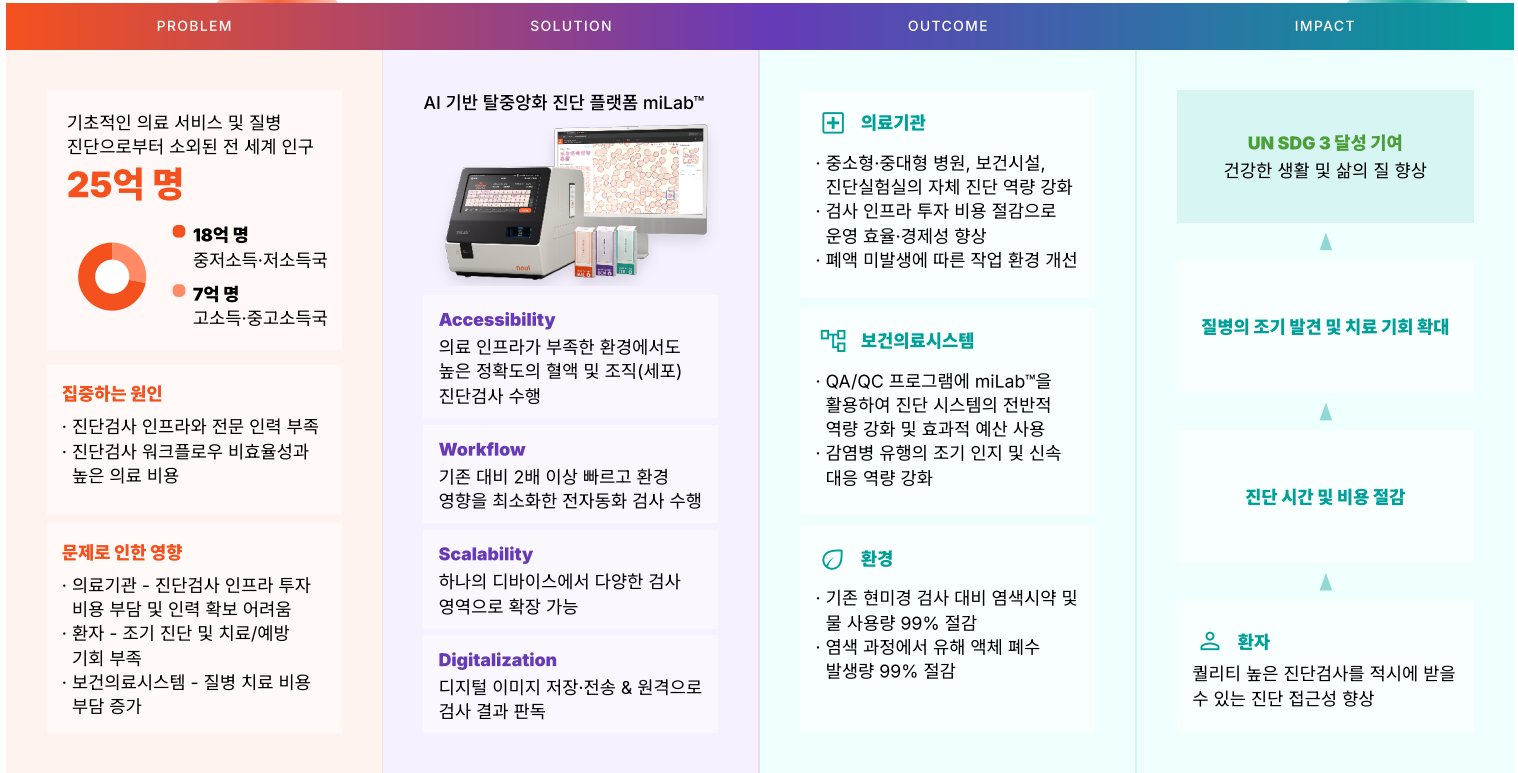 PROBLEM
SOLUTION
OUTCOME
IMPACT
기초적인 의료 서비스 및 질병
진단으로부터 소외된 전 세계 인구
25억 명
18억 명
중저소득·저소득국
7억 명
고소득·중고소득국
집중하는 원인
· 진단검사 인프라와 전문 인력 부족
· 진단검사 워크플로우 비효율성과
높은 의료 비용
문제로 인한 영향
· 의료기관 - 진단검사 인프라 투자
비용 부담 및 인력 확보 어려움
· 환자 - 조기 진단 및 치료/예방
기회 부족
· 보건의료시스템 - 질병 치료 비용
부담 증가
AI 기반 탈중앙화 진단 플랫폼 miLab™
noul
Accessibility
의료 인프라가 부족한 환경에서도
높은 정확도의 혈액 및 조직(세포)
진단검사 수행
Workflow
기존 대비 2배 이상 빠르고 환경
영향을 최소화한 전자동화 검사 수행
Scalability
하나의 디바이스에서 다양한 검사
영역으로 확장 가능
Digitalization
디지털 이미지 저장·전송 & 원격으로
검사 결과 판독
의료기관
· 중소형·중대형 병원, 보건시설,
진단실험실의 자체 진단 역량 강화
· 검사 인프라 투자 비용 절감으로
운영 효율·경제성 향상
· 폐액 미발생에 따른 작업 환경 개선
보건의료시스템
· QA/QC 프로그램에 miLab™을
활용하여 진단 시스템의 전반적
역량 강화 및 효과적 예산 사용
· 감염병 유행의 조기 인지 및 신속
대응 역량 강화
환경
· 기존 현미경 검사 대비 염색시약 및
물 사용량 99% 절감
· 염색 과정에서 유해 액체 폐수
발생량 99% 절감
UN SDG 3 달성 기여
건강한 생활 및 삶의 질 향상
질병의 조기 발견 및 치료 기회 확대
진단 시간 및 비용 절감
환자
퀄리티 높은 진단검사를 적시에 받을
수 있는 진단 접근성 향상